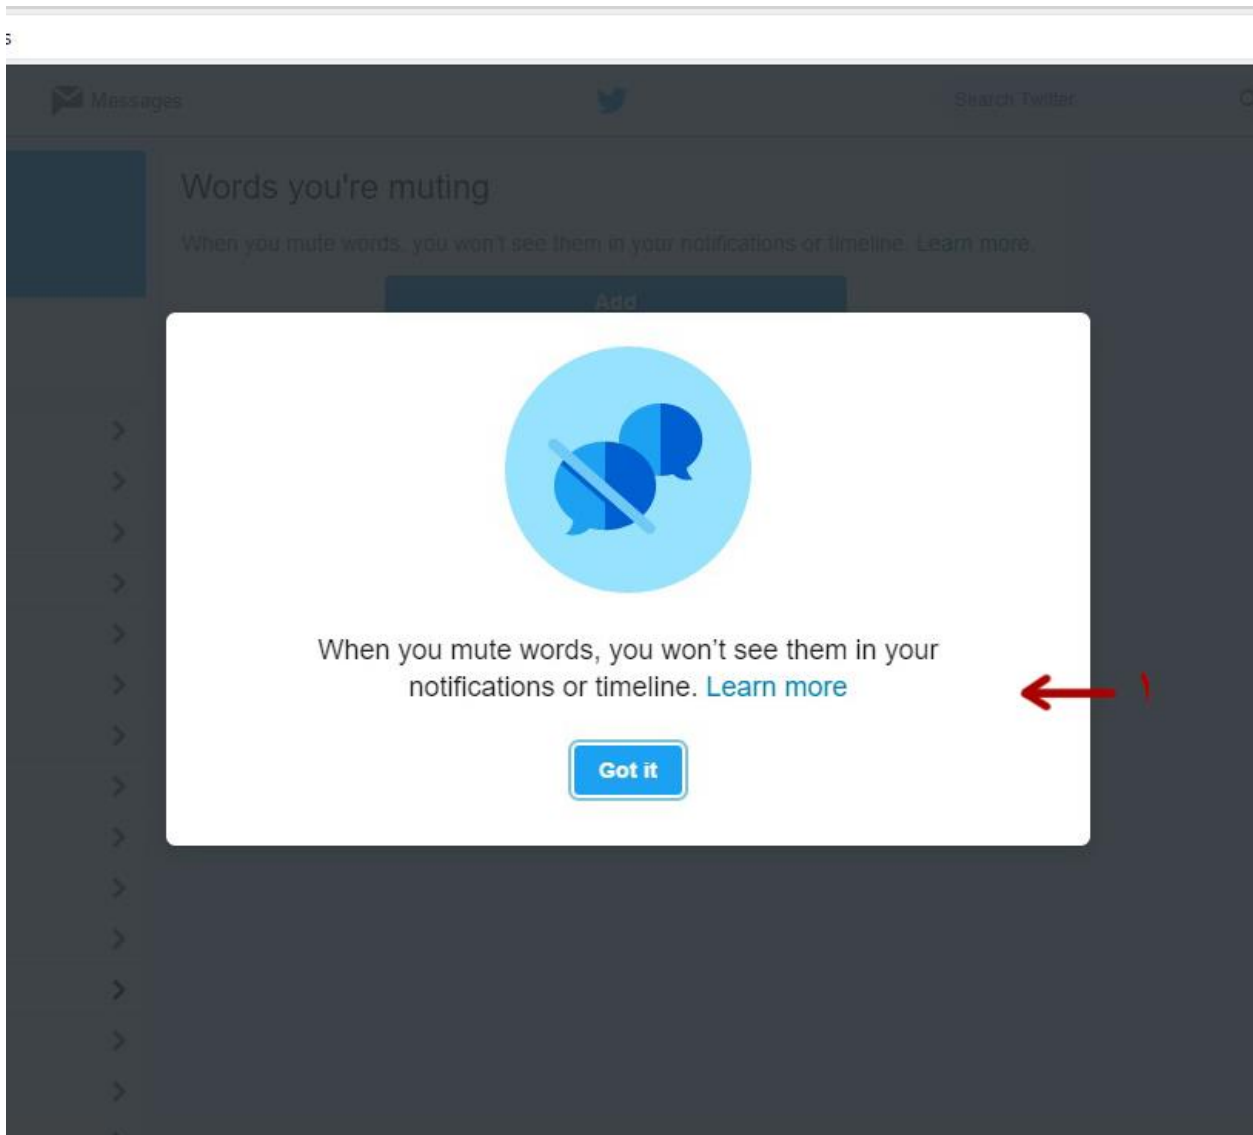 s
Messages
Search Twitter
Words you're muting
When you mute words, you won't see them in your notifications or timeline. Learn more.
Add
When you mute words, you won’t see them in your
notifications or timeline. Learn more
١
Got it